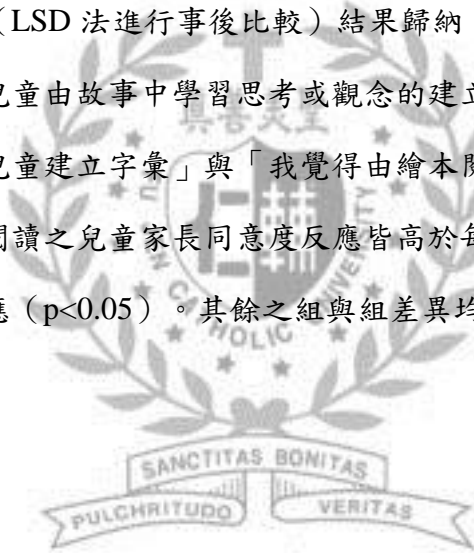 （LSD 法進行事後比較）結果歸納
兒童由故事中學習思考或觀念的建立
兒童建立字彙」與「我覺得由繪本閱
閱讀之兒童家長同意度反應皆高於每
應（p<0.05）。其餘之組與組差異均
CATHOLIC UNIVERSITY
SANCTITAS BONITAS
PULCHRITUDO VERITAS